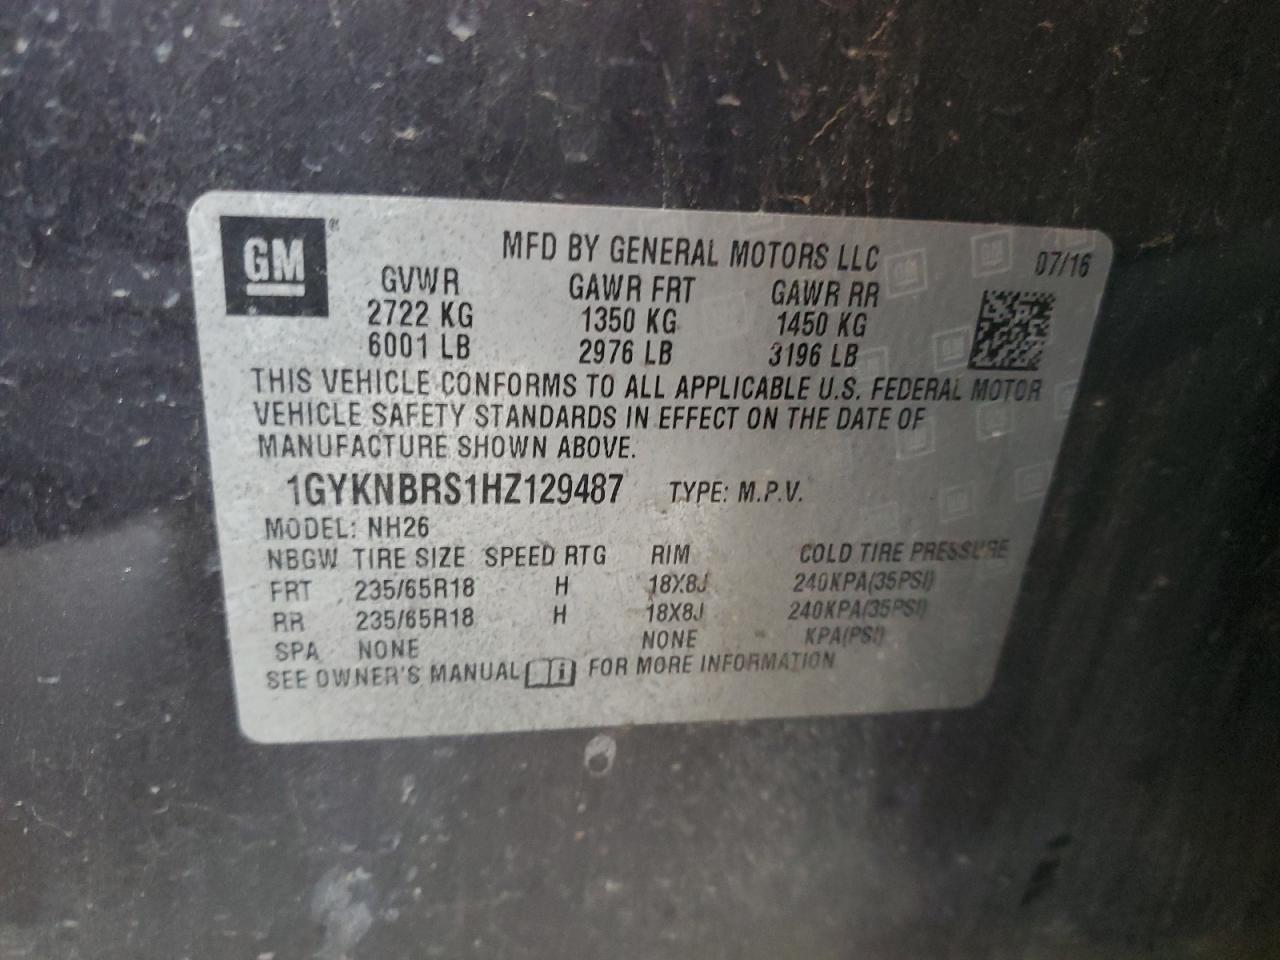 GM ®
MFD BY GENERAL MOTORS LLC 07/16
GVWR GAWR FRT GAWR RR
2722 KG 1350 KG 1450 KG
6001 LB 2976 LB 3196 LB
THIS VEHICLE CONFORMS TO ALL APPLICABLE U.S. FEDERAL MOTOR
VEHICLE SAFETY STANDARDS IN EFFECT ON THE DATE OF
MANUFACTURE SHOWN ABOVE.
1GYKNBRS1HZ129487 TYPE: M.P.V.
MODEL: NH26
NBGW TIRE SIZE SPEED RTG RIM COLD TIRE PRESSURE
FRT 235/65R18 H 18X8J 240KPA(35PSI)
RR 235/65R18 H 18X8J 240KPA(35PSI)
SPA NONE NONE KPA(PSI)
SEE OWNER'S MANUAL i FOR MORE INFORMATION